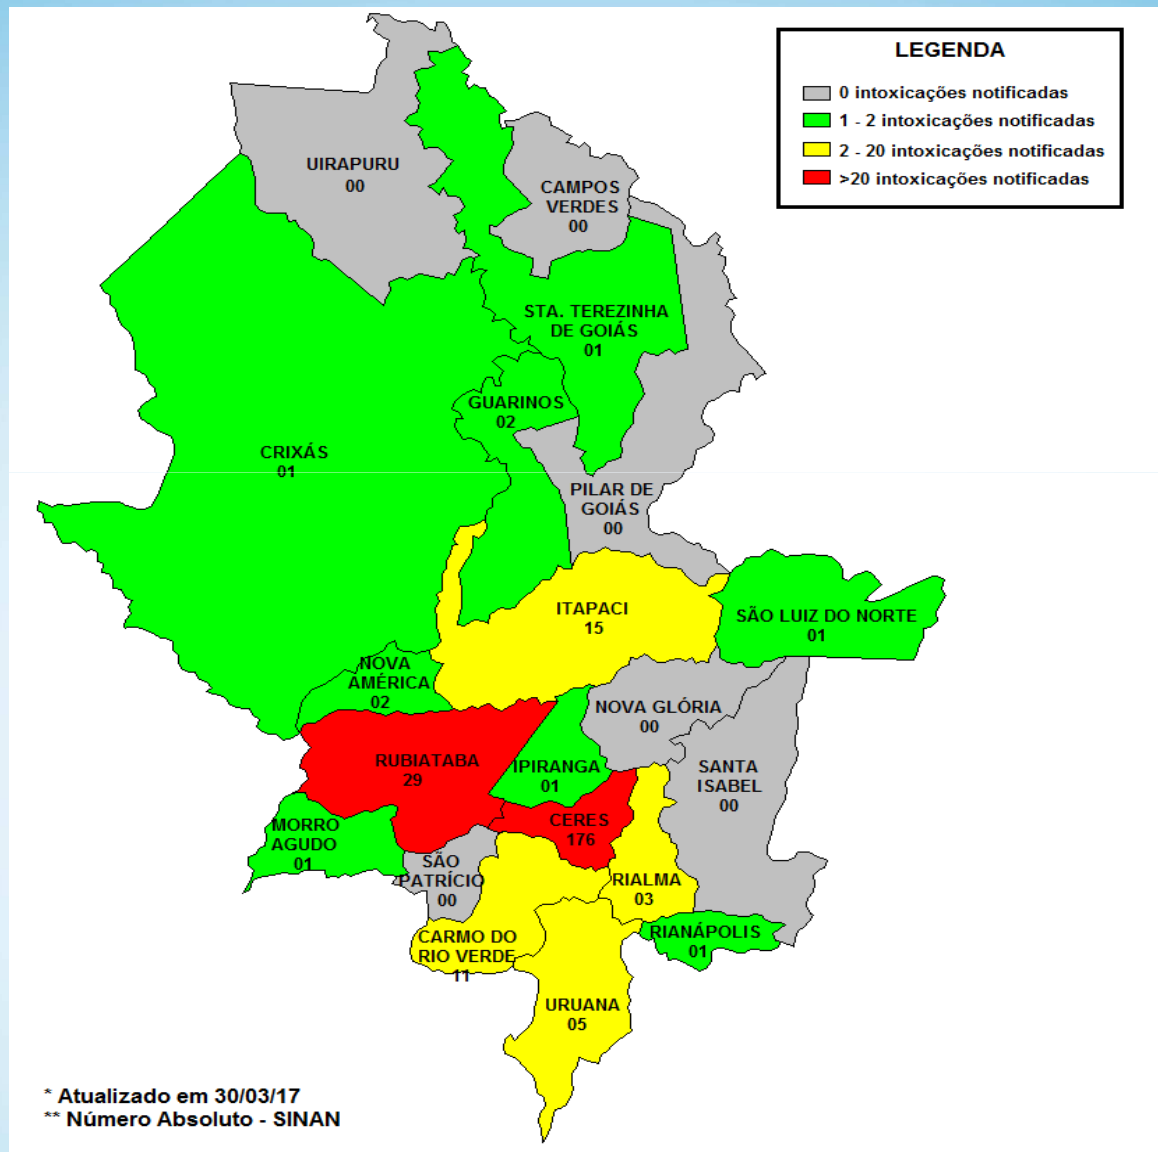 LEGENDA
0 intoxicações notificadas
1 - 2 intoxicações notificadas
2 - 20 intoxicações notificadas
>20 intoxicações notificadas
UIRAPURU
00
CAMPOS
VERDES
00
STA. TEREZINHA
DE GOIÁS
01
GUARINOS
02
CRIXÁS
01
PILAR DE
GOIÁS
00
ITAPACI
15
SÃO LUIZ DO NORTE
01
NOVA
AMÉRICA
02
NOVA GLÓRIA
00
RUBIATABA
29
IPIRANGA
01
SANTA
ISABEL
00
CERES
176
MORRO
AGUDO
01
SÃO
PATRÍCIO
00
RIALMA
03
CARMO DO
RIO VERDE
11
RIANÁPOLIS
01
URUANA
05
* Atualizado em 30/03/17
** Número Absoluto - SINAN